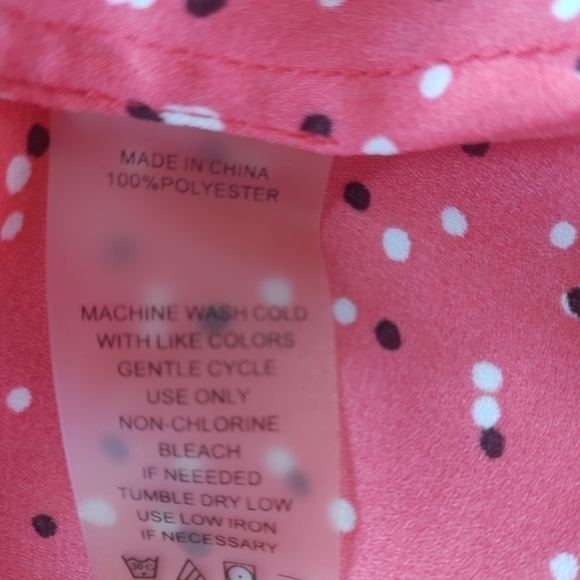 MADE IN CHINA
100%POLYESTER
MACHINE WASH COLD
WITH LIKE COLORS
GENTLE CYCLE
USE ONLY
NON-CHLORINE
BLEACH
IF NEEEDED
TUMBLE DRY LOW
USE LOW IRON
IF NECESSARY
30C